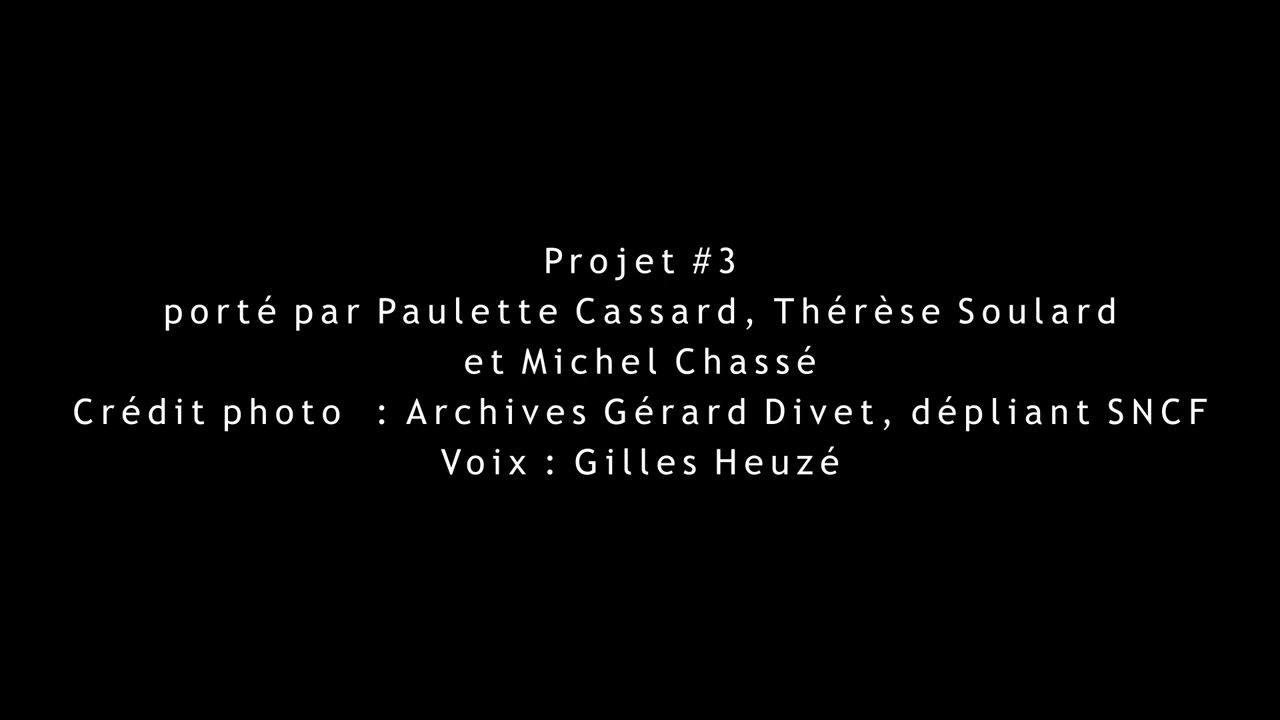 Projet #3
porté par Paulette Cassard, Thérèse Soulard
et Michel Chassé
Crédit photo  : Archives Gérard Divet, dépliant SNCF
Voix : Gilles Heuzé